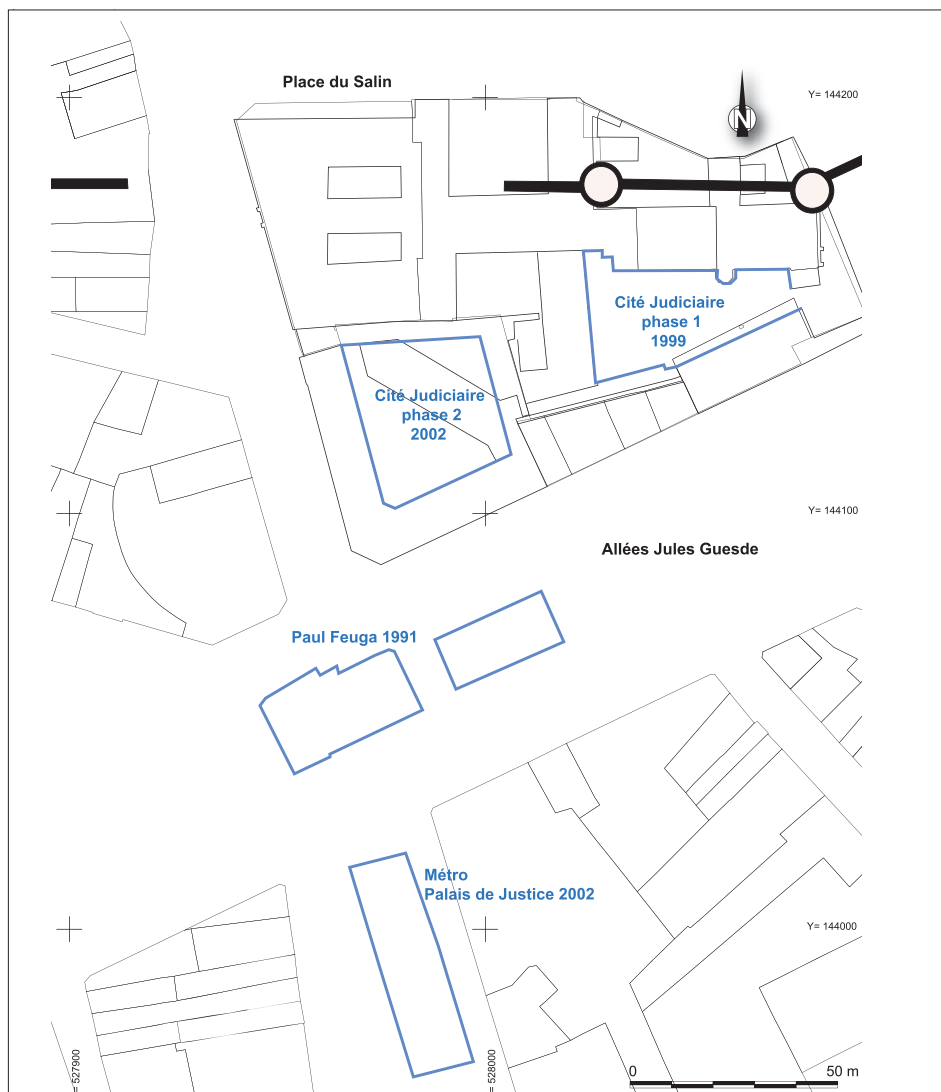 Place du Salin
Y= 144200
N
Cité Judiciaire
phase 1
1999
Cité Judiciaire
phase 2
2002
Y= 144100
Allées Jules Guesde
Paul Feuga 1991
Métro
Palais de Justice 2002
Y= 144000
= 527900
= 528000
0
50 m